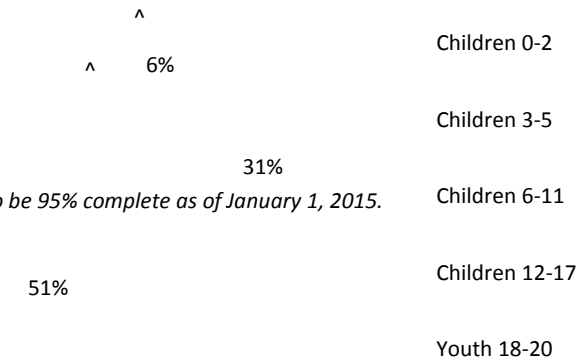 ^
Children 0-2
^ 6%
Children 3-5
31%
o be 95% complete as of January 1, 2015.
Children 6-11
Children 12-17
51%
Youth 18-20